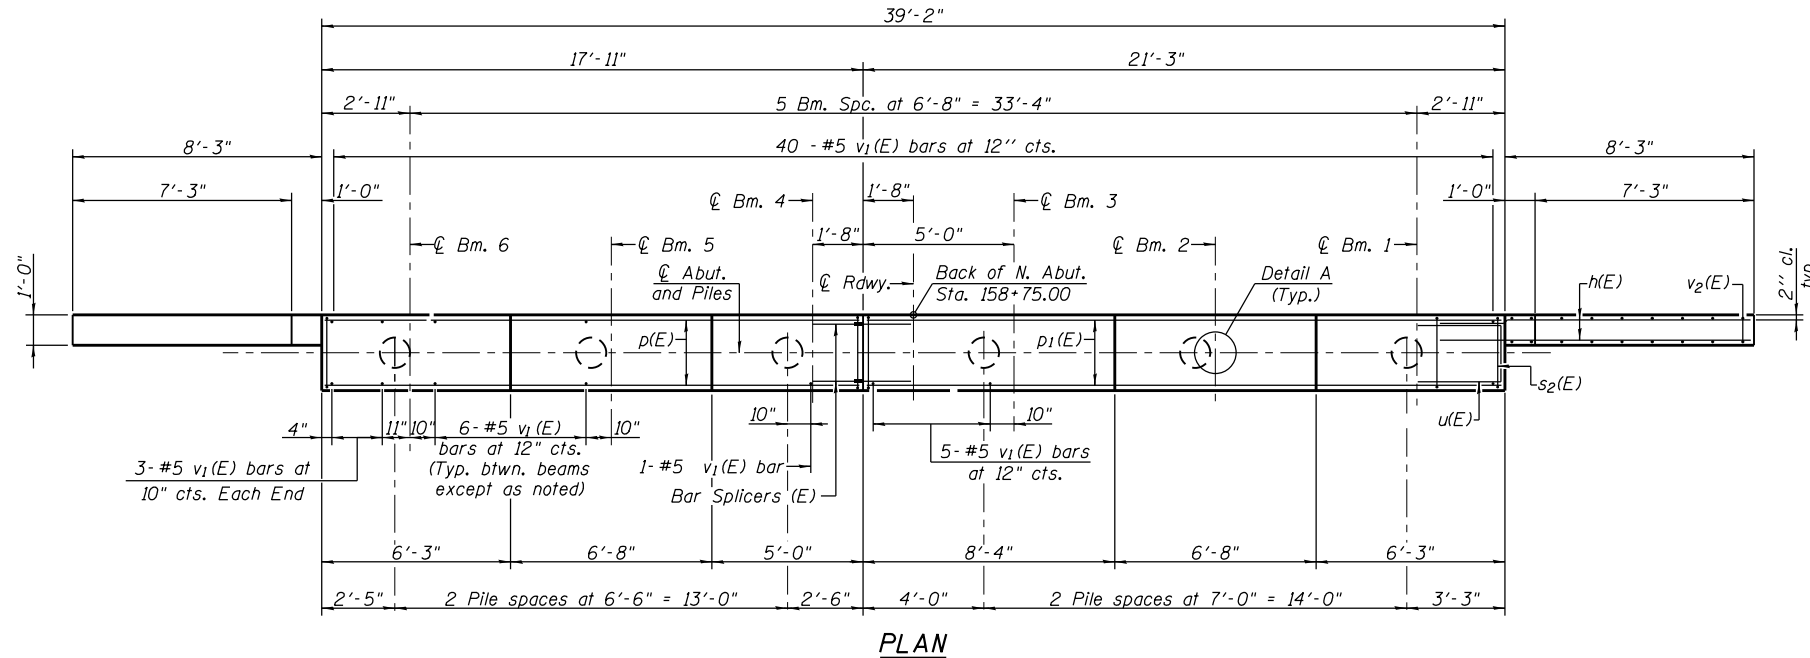 39'-2"
17'-11"
21'-3"
2'-11"
5 Bm. Spc. at 6'-8" = 33'-4"
2'-11"
8'-3"
40 -#5 v1(E) bars at 12'' cts.
8'-3"
7'-3"
1'-0"
℄ Bm. 4
1'-8"
℄ Bm. 3
1'-0"
7'-3"
℄ Bm. 6
℄ Bm. 5
1'-8"
5'-0"
℄ Bm. 2
℄ Bm. 1
1'-0"
℄ Abut.
and Piles
℄ Rdwy.
Back of N. Abut.
Sta. 158+75.00
Detail A
(Typ.)
h(E)
v2(E)
2'' cl.
typ.
p(E)
p1(E)
s2(E)
u(E)
4"
11"
10"
6-#5 v1(E)
bars at 12" cts.
(Typ. btwn. beams
except as noted)
10"
10"
10"
3-#5 v1(E) bars at
10" cts. Each End
1-#5 v1(E) bar
Bar Splicers (E)
5-#5 v1(E) bars
at 12" cts.
6'-3"
6'-8"
5'-0"
8'-4"
6'-8"
6'-3"
2'-5"
2 Pile spaces at 6'-6" = 13'-0"
2'-6"
4'-0"
2 Pile spaces at 7'-0" = 14'-0"
3'-3"
PLAN